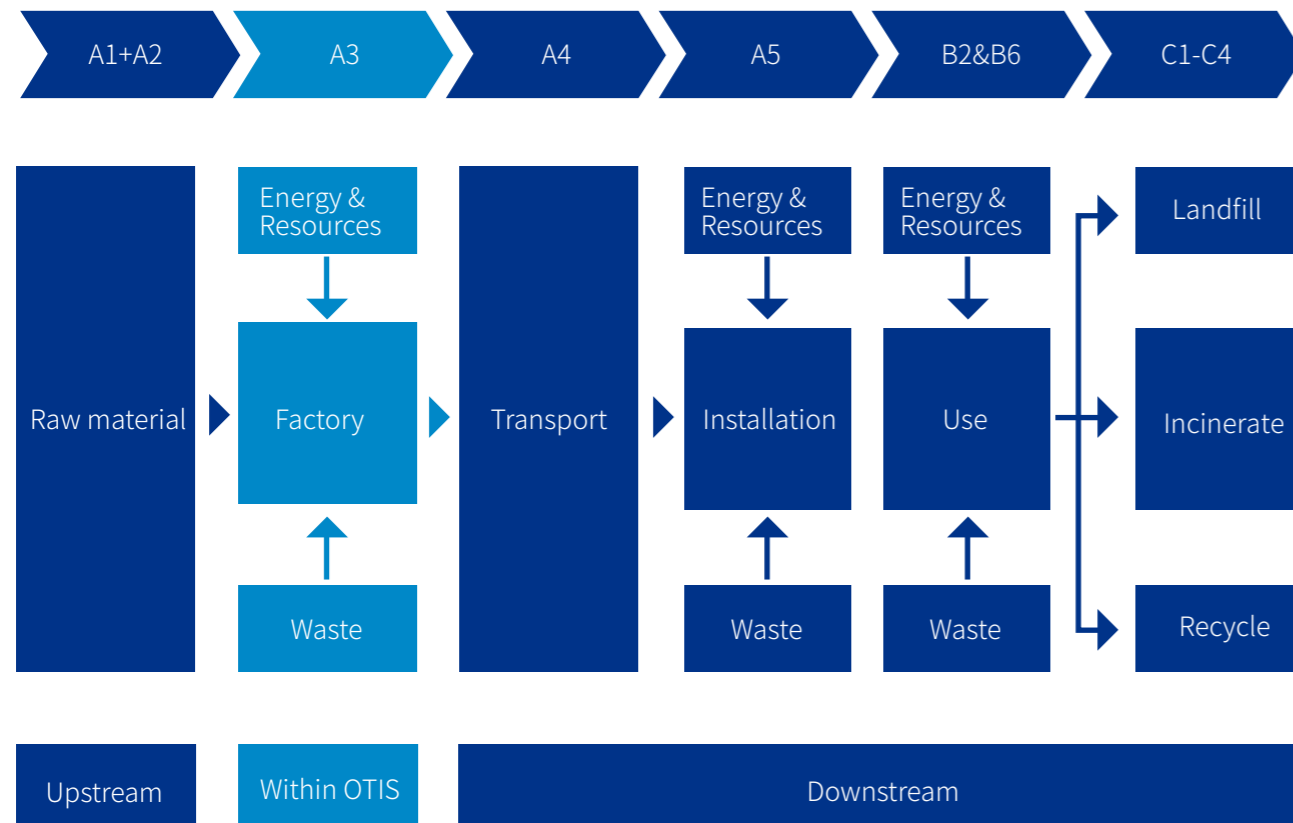 A1+A2
A3
A4
A5
B2&B6
C1-C4
Energy &
Resources
Energy &
Resources
Energy &
Resources
Landfill
Raw material
Factory
Transport
Installation
Use
Incinerate
Waste
Waste
Waste
Recycle
Upstream
Within OTIS
Downstream